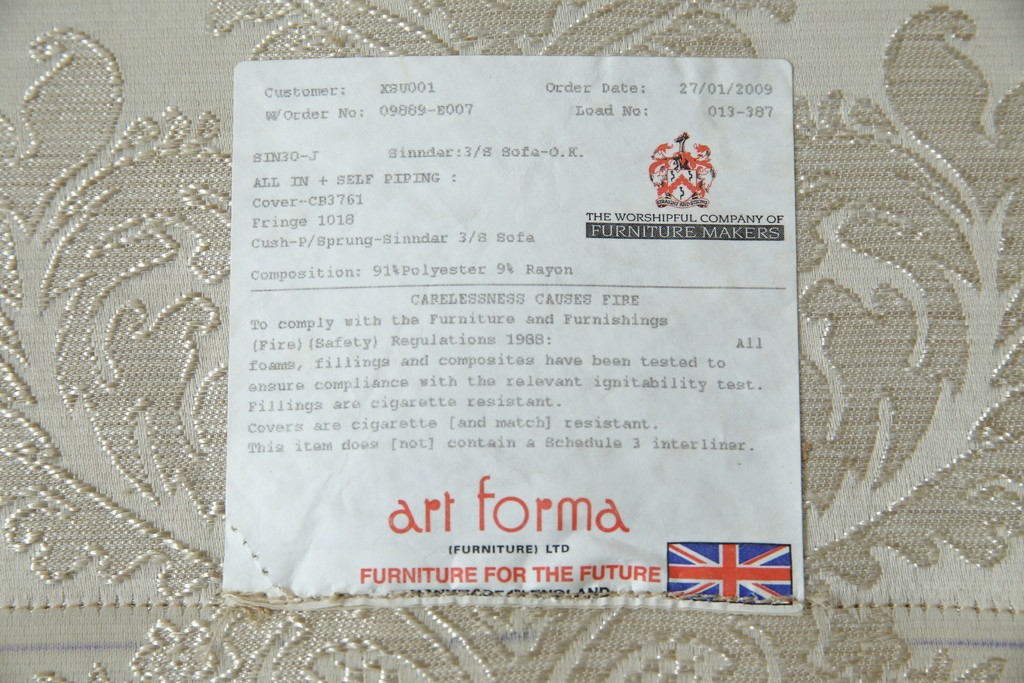 Customer: XSU001 Order Date: 27/01/2009
W/Order No: 09889-E007 Load No: 013-387
SIN30-J Sinndar:3/S Sofa-O.K.
ALL IN + SELF PIPING :
Cover-CB3761
Fringe 1018
Cush-P/Sprung-Sinndar 3/S Sofa
THE WORSHIPFUL COMPANY OF
FURNITURE MAKERS
Composition: 91%Polyester 9% Rayon
CARELESSNESS CAUSES FIRE
To comply with the Furniture and Furnishings
(Fire)(Safety) Regulations 1988: All
foams, fillings and composites have been tested to
ensure compliance with the relevant ignitability test.
Fillings are cigarette resistant.
Covers are cigarette [and match] resistant.
This item does [not] contain a Schedule 3 interliner.
art forma
(FURNITURE) LTD
FURNITURE FOR THE FUTURE
ENGLAND